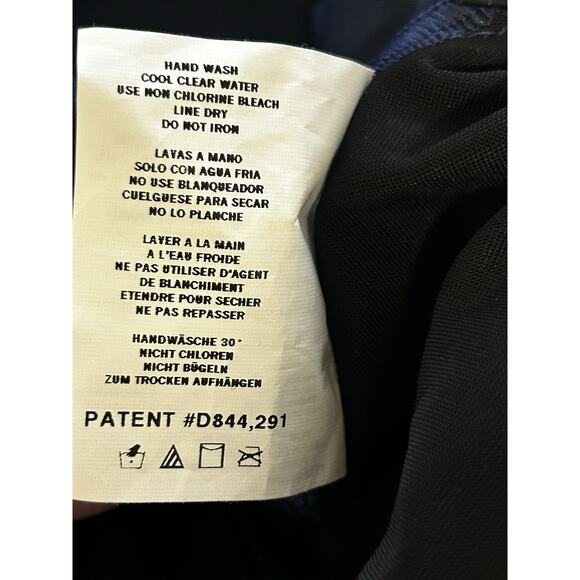 HAND WASH
COOL CLEAR WATER
USE NON CHLORINE BLEACH
LINE DRY
DO NOT IRON
LAVAS A MANO
SOLO CON AGUA FRIA
NO USE BLANQUEADOR
CUELGUESE PARA SECAR
NO LO PLANCHE
LAVER A LA MAIN
A L'EAU FROIDE
NE PAS UTILISER D'AGENT
DE BLANCHIMENT
ETENDRE POUR SECHER
NE PAS REPASSER
HANDWÄSCHE 30°
NICHT CHLOREN
NICHT BÜGELN
ZUM TROCKEN AUFHÄNGEN
PATENT #D844,291